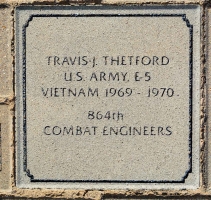 TRAVIS J. THETFORD
U.S. ARMY, E-5
VIETNAM 1969 - 1970
864th
COMBAT ENGINEERS